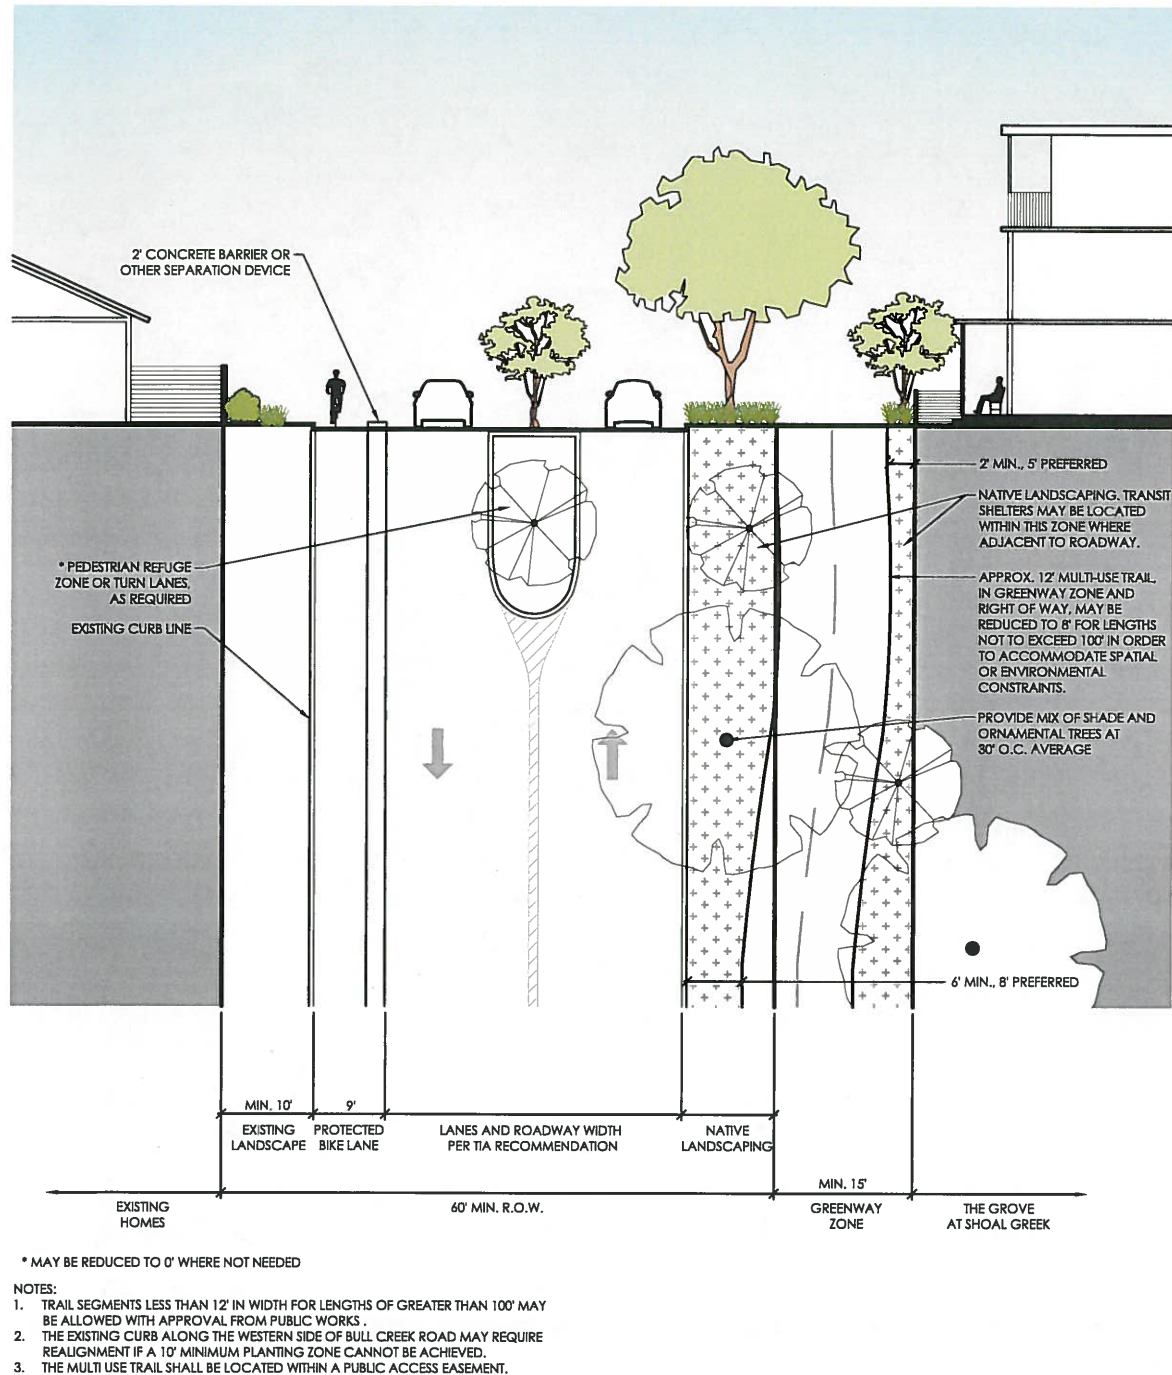 2' CONCRETE BARRIER OR
OTHER SEPARATION DEVICE
2' MIN., 5' PREFERRED
NATIVE LANDSCAPING. TRANSIT
SHELTERS MAY BE LOCATED
WITHIN THIS ZONE WHERE
ADJACENT TO ROADWAY.
* PEDESTRIAN REFUGE
ZONE OR TURN LANES,
AS REQUIRED
EXISTING CURB LINE
APPROX. 12' MULTI-USE TRAIL,
IN GREENWAY ZONE AND
RIGHT OF WAY, MAY BE
REDUCED TO 8' FOR LENGTHS
NOT TO EXCEED 100' IN ORDER
TO ACCOMMODATE SPATIAL
OR ENVIRONMENTAL
CONSTRAINTS.
PROVIDE MIX OF SHADE AND
ORNAMENTAL TREES AT
30' O.C. AVERAGE
6' MIN., 8' PREFERRED
MIN. 10'
9'
EXISTING
LANDSCAPE
PROTECTED
BIKE LANE
LANES AND ROADWAY WIDTH
PER TIA RECOMMENDATION
NATIVE
LANDSCAPING
MIN. 15'
EXISTING
HOMES
60' MIN. R.O.W.
GREENWAY
ZONE
THE GROVE
AT SHOAL GREEK
* MAY BE REDUCED TO 0' WHERE NOT NEEDED
NOTES:
1. TRAIL SEGMENTS LESS THAN 12' IN WIDTH FOR LENGTHS OF GREATER THAN 100' MAY
BE ALLOWED WITH APPROVAL FROM PUBLIC WORKS .
2. THE EXISTING CURB ALONG THE WESTERN SIDE OF BULL CREEK ROAD MAY REQUIRE
REALIGNMENT IF A 10' MINIMUM PLANTING ZONE CANNOT BE ACHIEVED.
3. THE MULTI USE TRAIL SHALL BE LOCATED WITHIN A PUBLIC ACCESS EASEMENT.